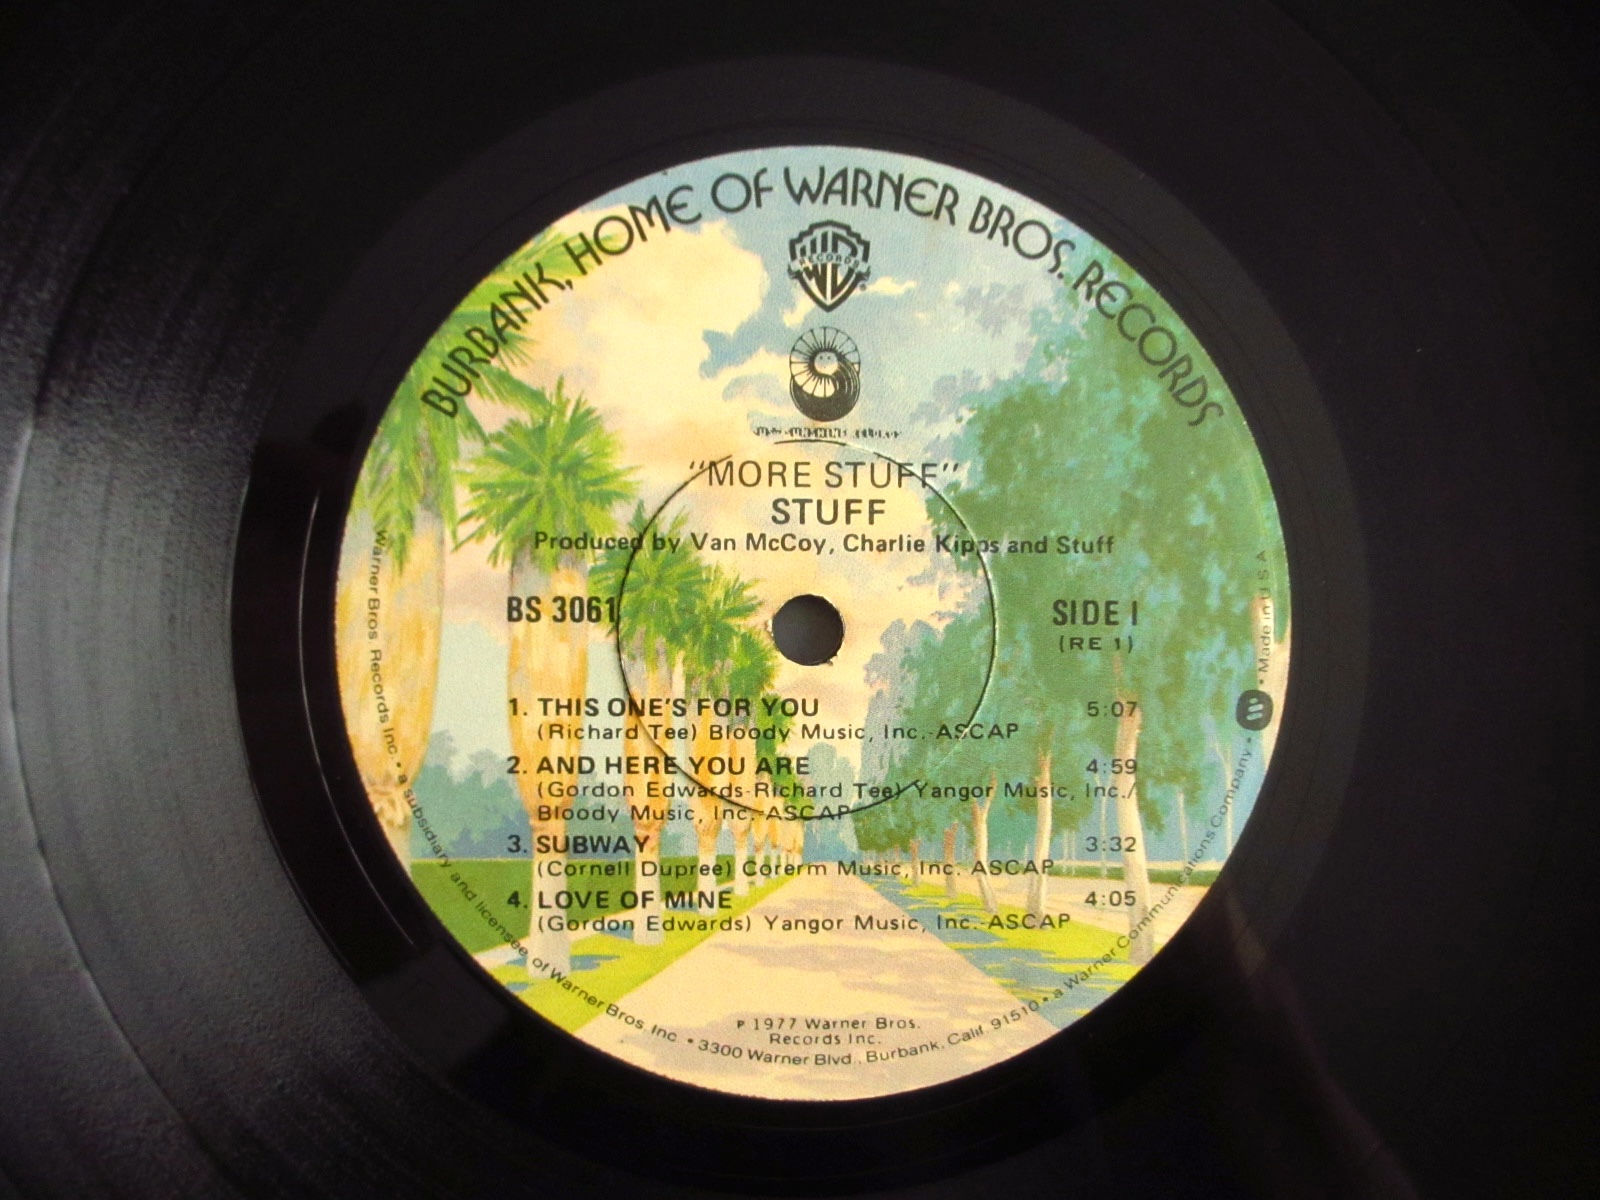 BURBANK, HOME OF WARNER BROS. RECORDS
RECORDS
"MORE STUFF"
STUFF
Produced by Van McCoy, Charlie Kipps and Stuff
BS 3061
SIDE I
(RE 1)
1. THIS ONE'S FOR YOU 5:07
(Richard Tee) Bloody Music, Inc.-ASCAP
2. AND HERE YOU ARE 4:59
(Gordon Edwards-Richard Tee) Yangor Music, Inc./
Bloody Music, Inc.-ASCAP
3. SUBWAY 3:32
(Cornell Dupree) Corerm Music, Inc. ASCAP
4. LOVE OF MINE 4:05
(Gordon Edwards) Yangor Music, Inc.-ASCAP
P 1977 Warner Bros.
Records Inc.
Warner Bros. Records Inc. • a subsidiary and licensee of Warner Bros. Inc. • 3300 Warner Blvd., Burbank, Calif. 91510 • a Warner Communications Company • Made in U.S.A.